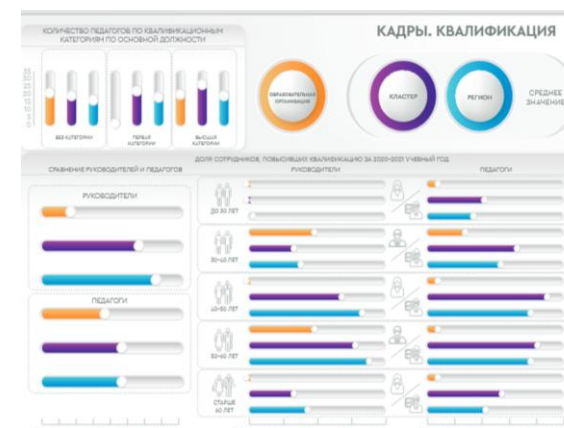 КОЛИЧЕСТВО ПЕДАГОГОВ ПО КВАЛИФИКАЦИОННЫМ
КАТЕГОРИЯМ ПО ОСНОВНОЙ ДОЛЖНОСТИ
БЕЗ КАТЕГОРИИ
ПЕРВАЯ
КАТЕГОРИЯ
ВЫСШАЯ
КАТЕГОРИЯ
КАДРЫ. КВАЛИФИКАЦИЯ
ОБРАЗОВАТЕЛЬНАЯ
ОРГАНИЗАЦИЯ
КЛАСТЕР
РЕГИОН
СРЕДНЕЕ
ЗНАЧЕНИЕ
ДОЛЯ СОТРУДНИКОВ, ПОВЫСИВШИХ КВАЛИФИКАЦИЮ ЗА 2020-2021 УЧЕБНЫЙ ГОД
СРАВНЕНИЕ РУКОВОДИТЕЛЕЙ И ПЕДАГОГОВ
РУКОВОДИТЕЛИ
ПЕДАГОГИ
РУКОВОДИТЕЛИ
ПЕДАГОГИ
ДО 30 ЛЕТ
30-40 ЛЕТ
40-50 ЛЕТ
50-60 ЛЕТ
СТАРШЕ
60 ЛЕТ